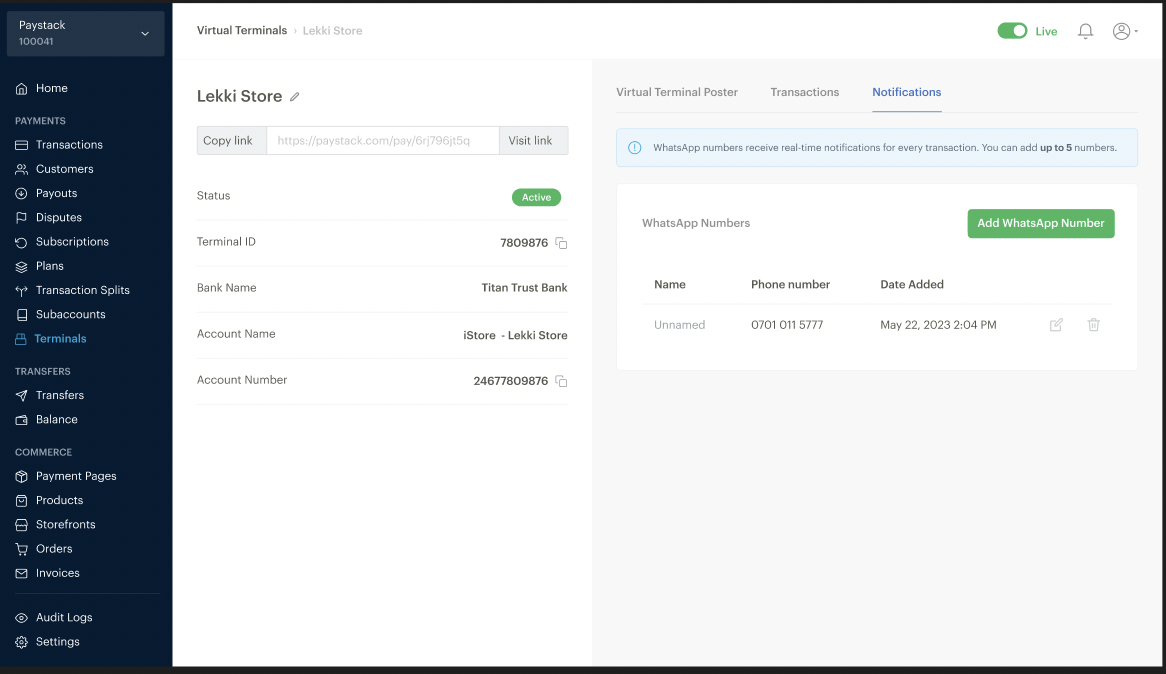 Paystack
100041
Home
PAYMENTS
Transactions
Customers
Payouts
Disputes
Subscriptions
Plans
Transaction Splits
Subaccounts
Terminals
TRANSFERS
Transfers
Balance
COMMERCE
Payment Pages
Products
Storefronts
Orders
Invoices
Audit Logs
Settings
Virtual Terminals › Lekki Store
Live
Lekki Store
Copy link https://paystack.com/pay/6rj796jt5q Visit link
Status Active
Terminal ID 7809876
Bank Name Titan Trust Bank
Account Name iStore - Lekki Store
Account Number 24677809876
Virtual Terminal Poster Transactions Notifications
WhatsApp numbers receive real-time notifications for every transaction. You can add up to 5 numbers.
WhatsApp Numbers Add WhatsApp Number
Name Phone number Date Added
Unnamed 0701 011 5777 May 22, 2023 2:04 PM